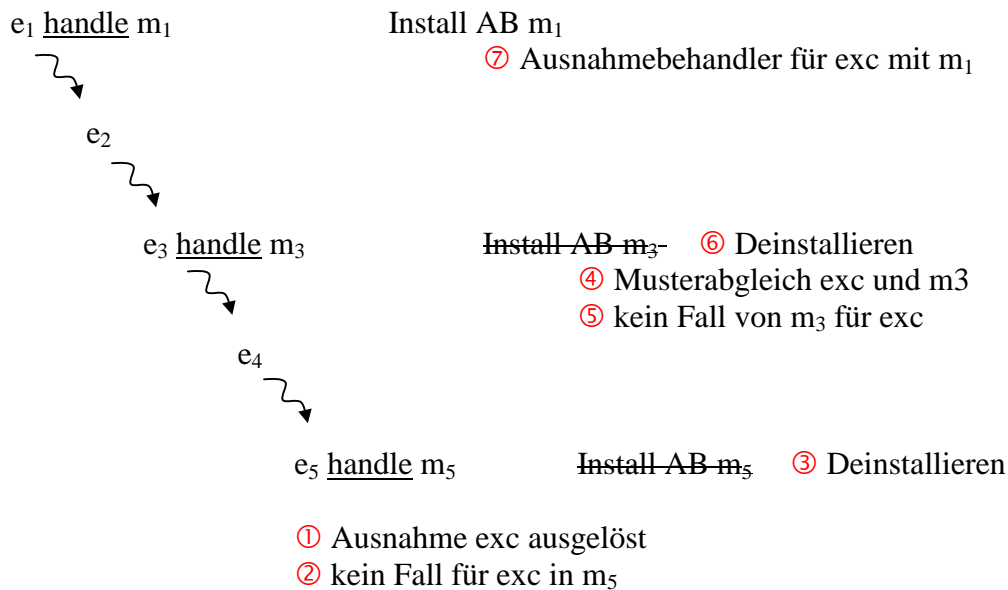 e₁ handle m₁ Install AB m₁
⑦ Ausnahmebehandler für exc mit m₁
e₂
e₃ handle m₃ Install AB m₃ ⑥ Deinstallieren
④ Musterabgleich exc und m3
⑤ kein Fall von m₃ für exc
e₄
e₅ handle m₅ Install AB m₅ ③ Deinstallieren
① Ausnahme exc ausgelöst
② kein Fall für exc in m₅